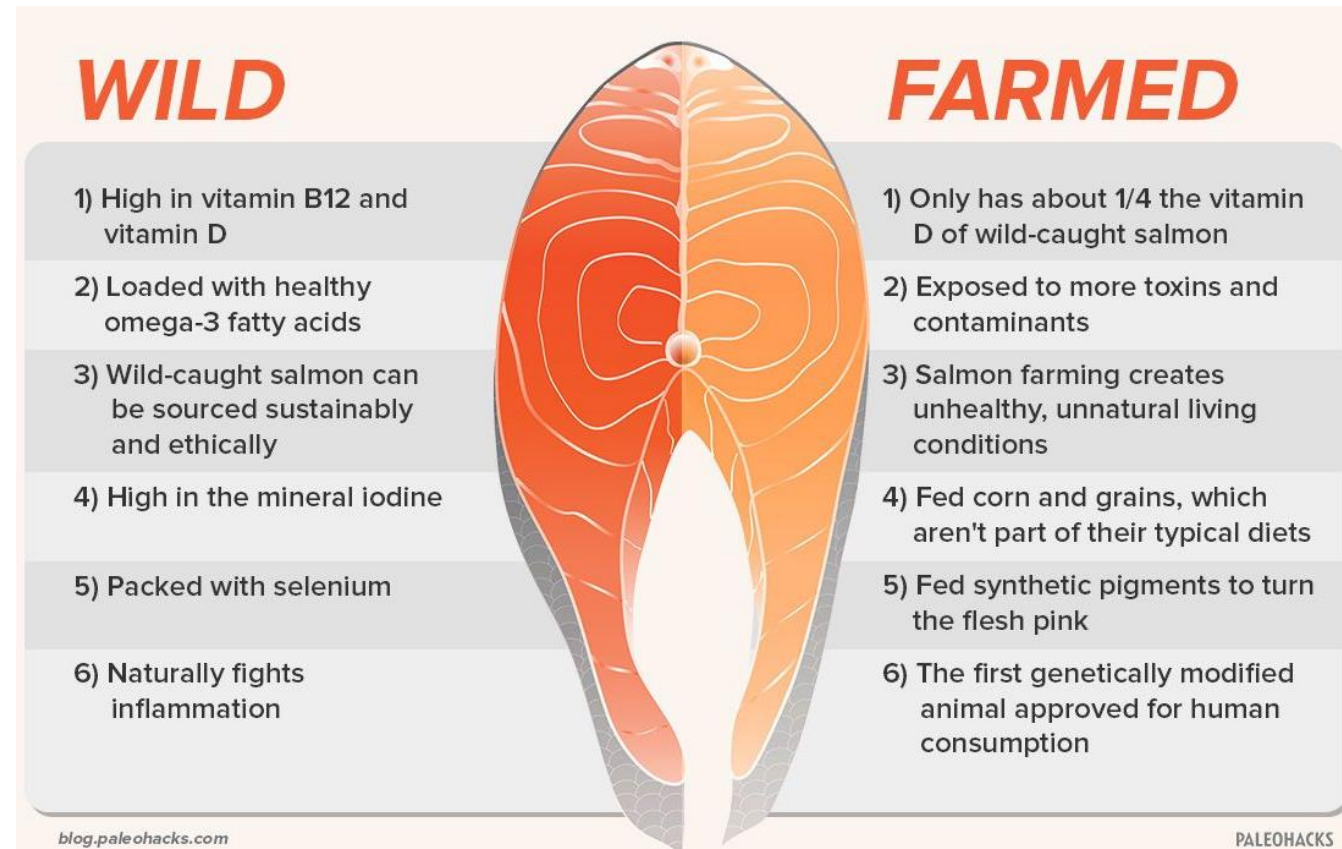 WILD
1) High in vitamin B12 and
vitamin D
2) Loaded with healthy
omega-3 fatty acids
3) Wild-caught salmon can
be sourced sustainably
and ethically
4) High in the mineral iodine
5) Packed with selenium
6) Naturally fights
inflammation
FARMED
1) Only has about 1/4 the vitamin
D of wild-caught salmon
2) Exposed to more toxins and
contaminants
3) Salmon farming creates
unhealthy, unnatural living
conditions
4) Fed corn and grains, which
aren't part of their typical diets
5) Fed synthetic pigments to turn
the flesh pink
6) The first genetically modified
animal approved for human
consumption
blog.paleohacks.com
PALEOHACKS